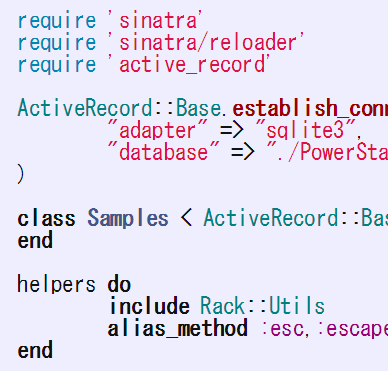 require 'sinatra'
require 'sinatra/reloader'
require 'active_record'
ActiveRecord::Base.establish_conn
"adapter" => "sqlite3",
"database" => "./PowerSta
)
class Samples < ActiveRecord::Bas
end
helpers do
include Rack::Utils
alias_method :esc,:escape
end